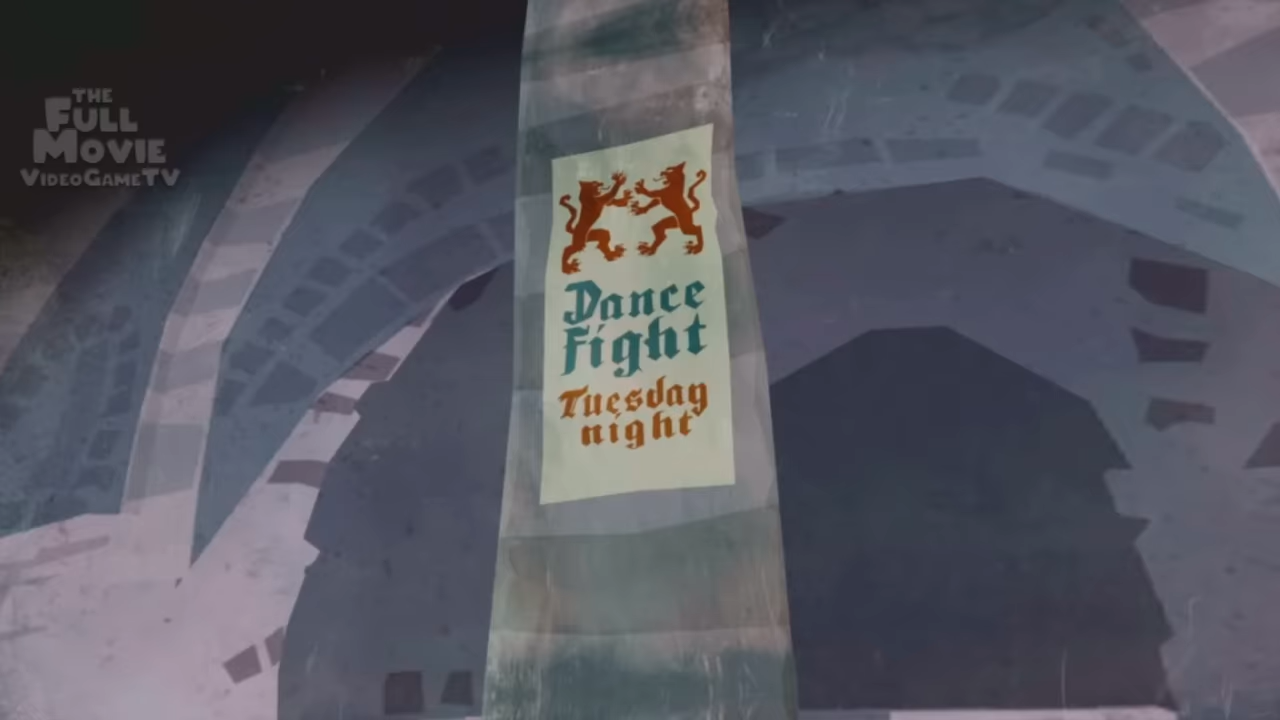 THE
FULL
MOVIE
VIDEOGAMETV
Dance
Fight
Tuesday
night